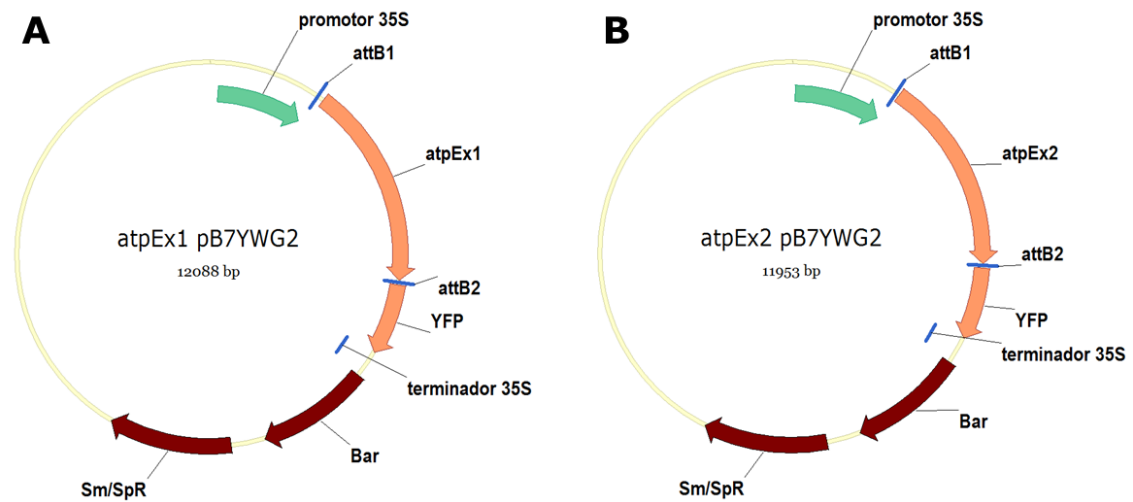 A
promotor 35S
attB1
atpEx1
atpEx1 pB7YWG2
12088 bp
attB2
YFP
terminador 35S
Bar
Sm/SpR
B
promotor 35S
attB1
atpEx2
atpEx2 pB7YWG2
11953 bp
attB2
YFP
terminador 35S
Bar
Sm/SpR